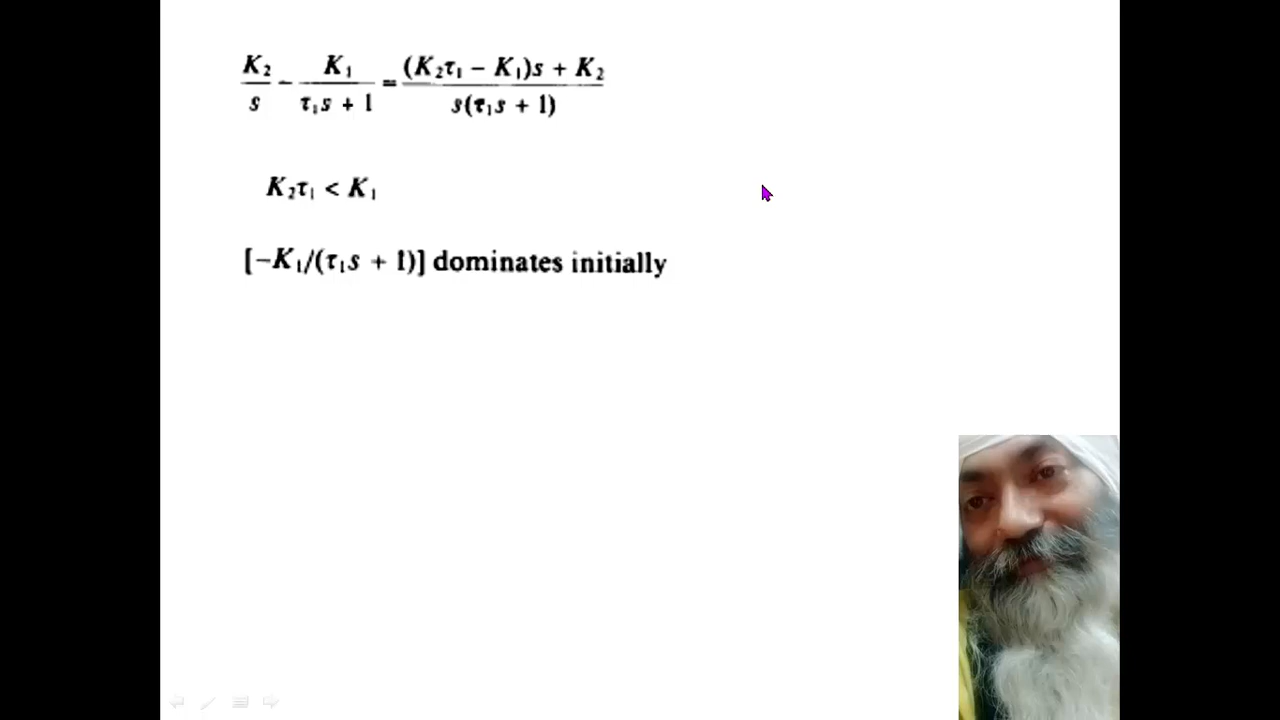 K₂/s − K₁/(τ₁s + 1) = ((K₂τ₁ − K₁)s + K₂)/(s(τ₁s + 1))
K₂τ₁ < K₁
[−K₁/(τ₁s + 1)] dominates initially